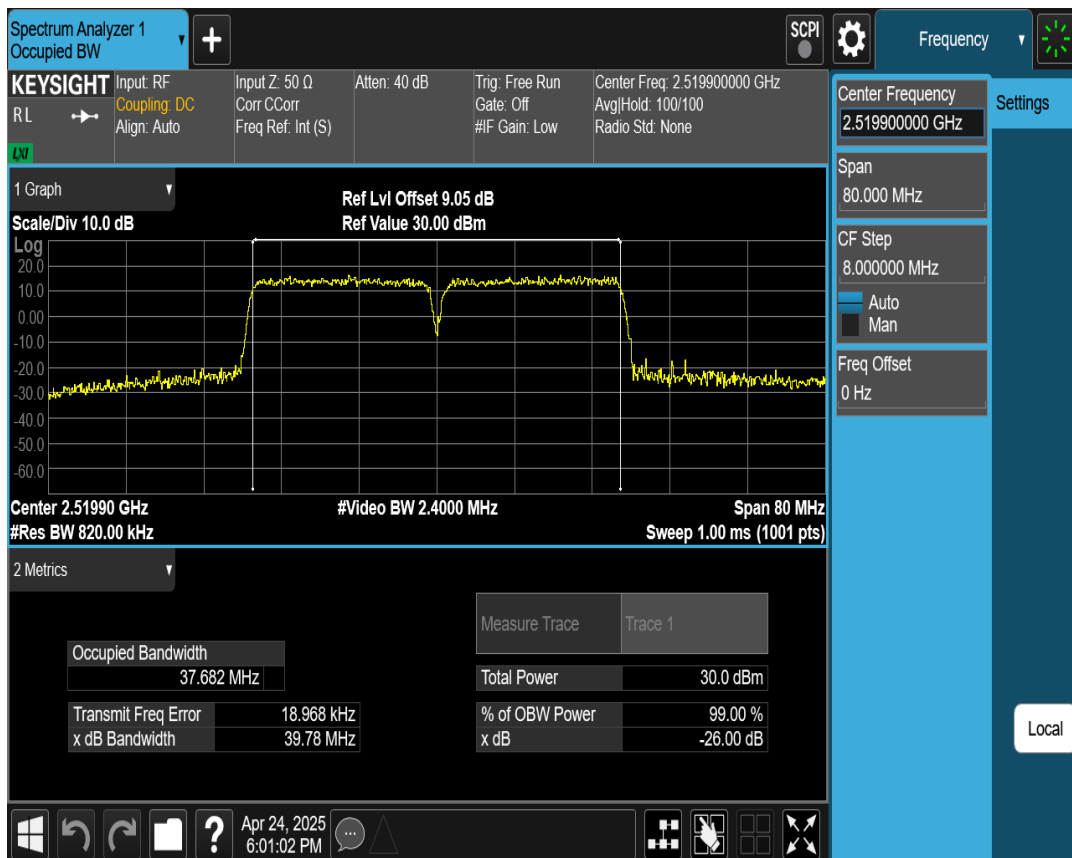 Spectrum Analyzer 1
Occupied BW
+
SCPI
Frequency
KEYSIGHT
RL
LXI
Input: RF
Coupling: DC
Align: Auto
Input Z: 50 Ω
Corr CCorr
Freq Ref: Int (S)
Atten: 40 dB
Trig: Free Run
Gate: Off
#IF Gain: Low
Center Freq: 2.519900000 GHz
Avg|Hold: 100/100
Radio Std: None
Center Frequency
2.519900000 GHz
Settings
Span
80.000 MHz
CF Step
8.000000 MHz
Auto
Man
Freq Offset
0 Hz
Local
1 Graph
Scale/Div 10.0 dB
Ref Lvl Offset 9.05 dB
Ref Value 30.00 dBm
Log
20.0
10.0
0.00
-10.0
-20.0
-30.0
-40.0
-50.0
-60.0
Center 2.51990 GHz
#Video BW 2.4000 MHz
Span 80 MHz
#Res BW 820.00 kHz
Sweep 1.00 ms (1001 pts)
2 Metrics
Measure Trace Trace 1
Occupied Bandwidth
37.682 MHz
Total Power 30.0 dBm
Transmit Freq Error 18.968 kHz
% of OBW Power 99.00 %
x dB Bandwidth 39.78 MHz
x dB -26.00 dB
?
Apr 24, 2025
6:01:02 PM